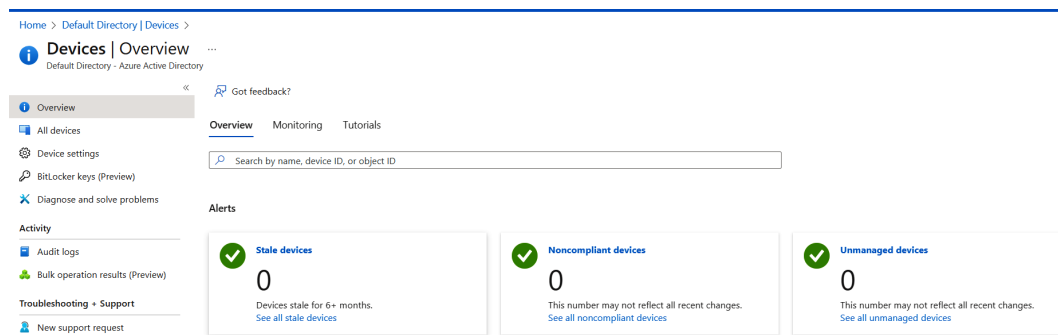 Home > Default Directory | Devices >
Devices | Overview ...
Default Directory - Azure Active Directory
«
Got feedback?
Overview
All devices
Device settings
BitLocker keys (Preview)
Diagnose and solve problems
Activity
Audit logs
Bulk operation results (Preview)
Troubleshooting + Support
New support request
Overview Monitoring Tutorials
Search by name, device ID, or object ID
Alerts
Stale devices
0
Devices stale for 6+ months.
See all stale devices
Noncompliant devices
0
This number may not reflect all recent changes.
See all noncompliant devices
Unmanaged devices
0
This number may not reflect all recent changes.
See all unmanaged devices